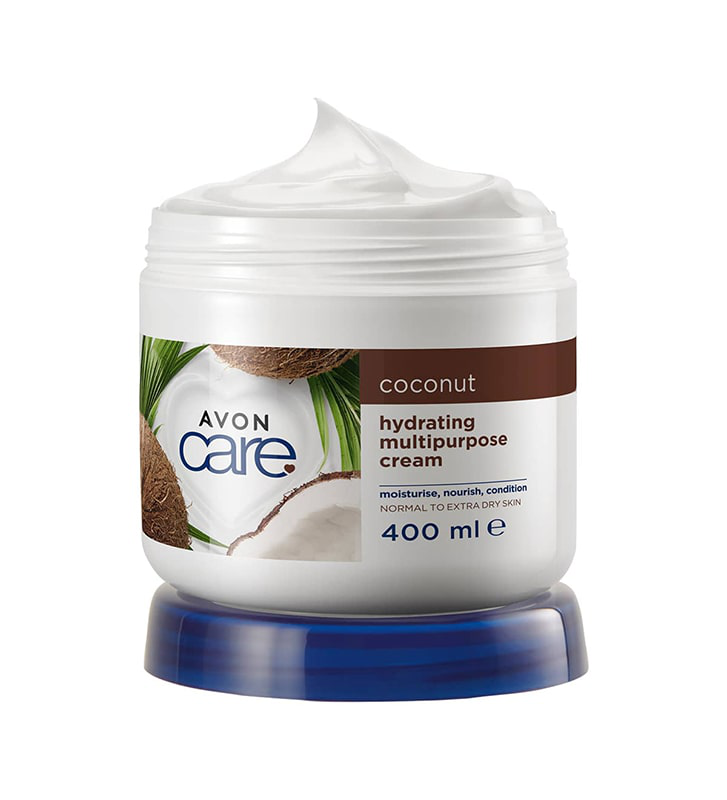 AVON
care
coconut
hydrating
multipurpose
cream
moisturise, nourish, condition
NORMAL TO EXTRA DRY SKIN
400 ml ℮